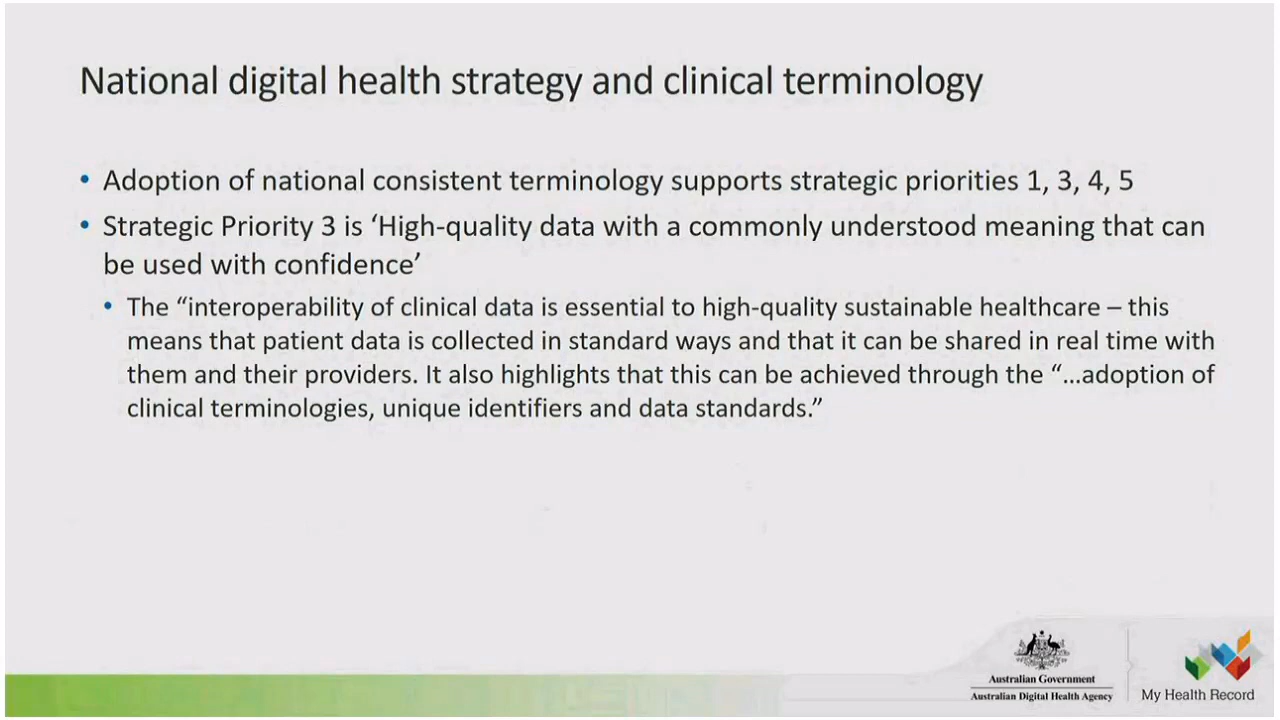 National digital health strategy and clinical terminology
• Adoption of national consistent terminology supports strategic priorities 1, 3, 4, 5
• Strategic Priority 3 is ‘High-quality data with a commonly understood meaning that can
be used with confidence’
• The “interoperability of clinical data is essential to high-quality sustainable healthcare – this
means that patient data is collected in standard ways and that it can be shared in real time with
them and their providers. It also highlights that this can be achieved through the “…adoption of
clinical terminologies, unique identifiers and data standards.”
Australian Government
Australian Digital Health Agency
My Health Record